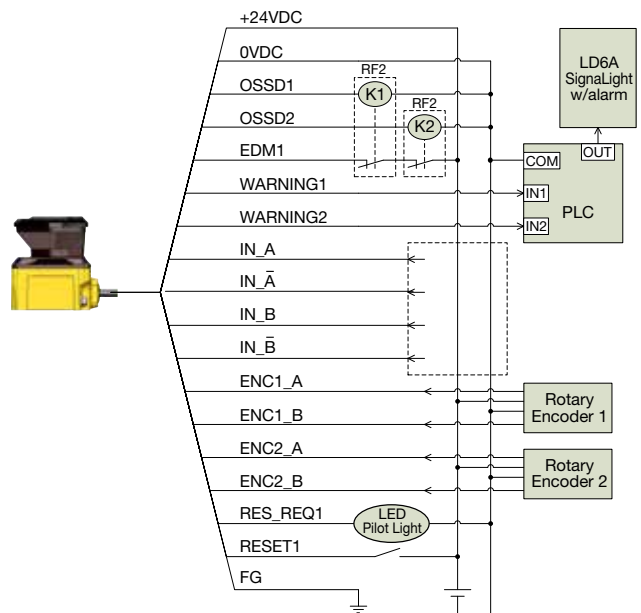 +24VDC
0VDC
OSSD1
RF2
K1
OSSD2
RF2
K2
EDM1
WARNING1
WARNING2
IN_A
IN_A̅
IN_B
IN_B̅
ENC1_A
ENC1_B
ENC2_A
ENC2_B
RES_REQ1
LED
Pilot Light
RESET1
FG
LD6A
SignaLight
w/alarm
OUT
COM
IN1
PLC
IN2
Rotary
Encoder 1
Rotary
Encoder 2